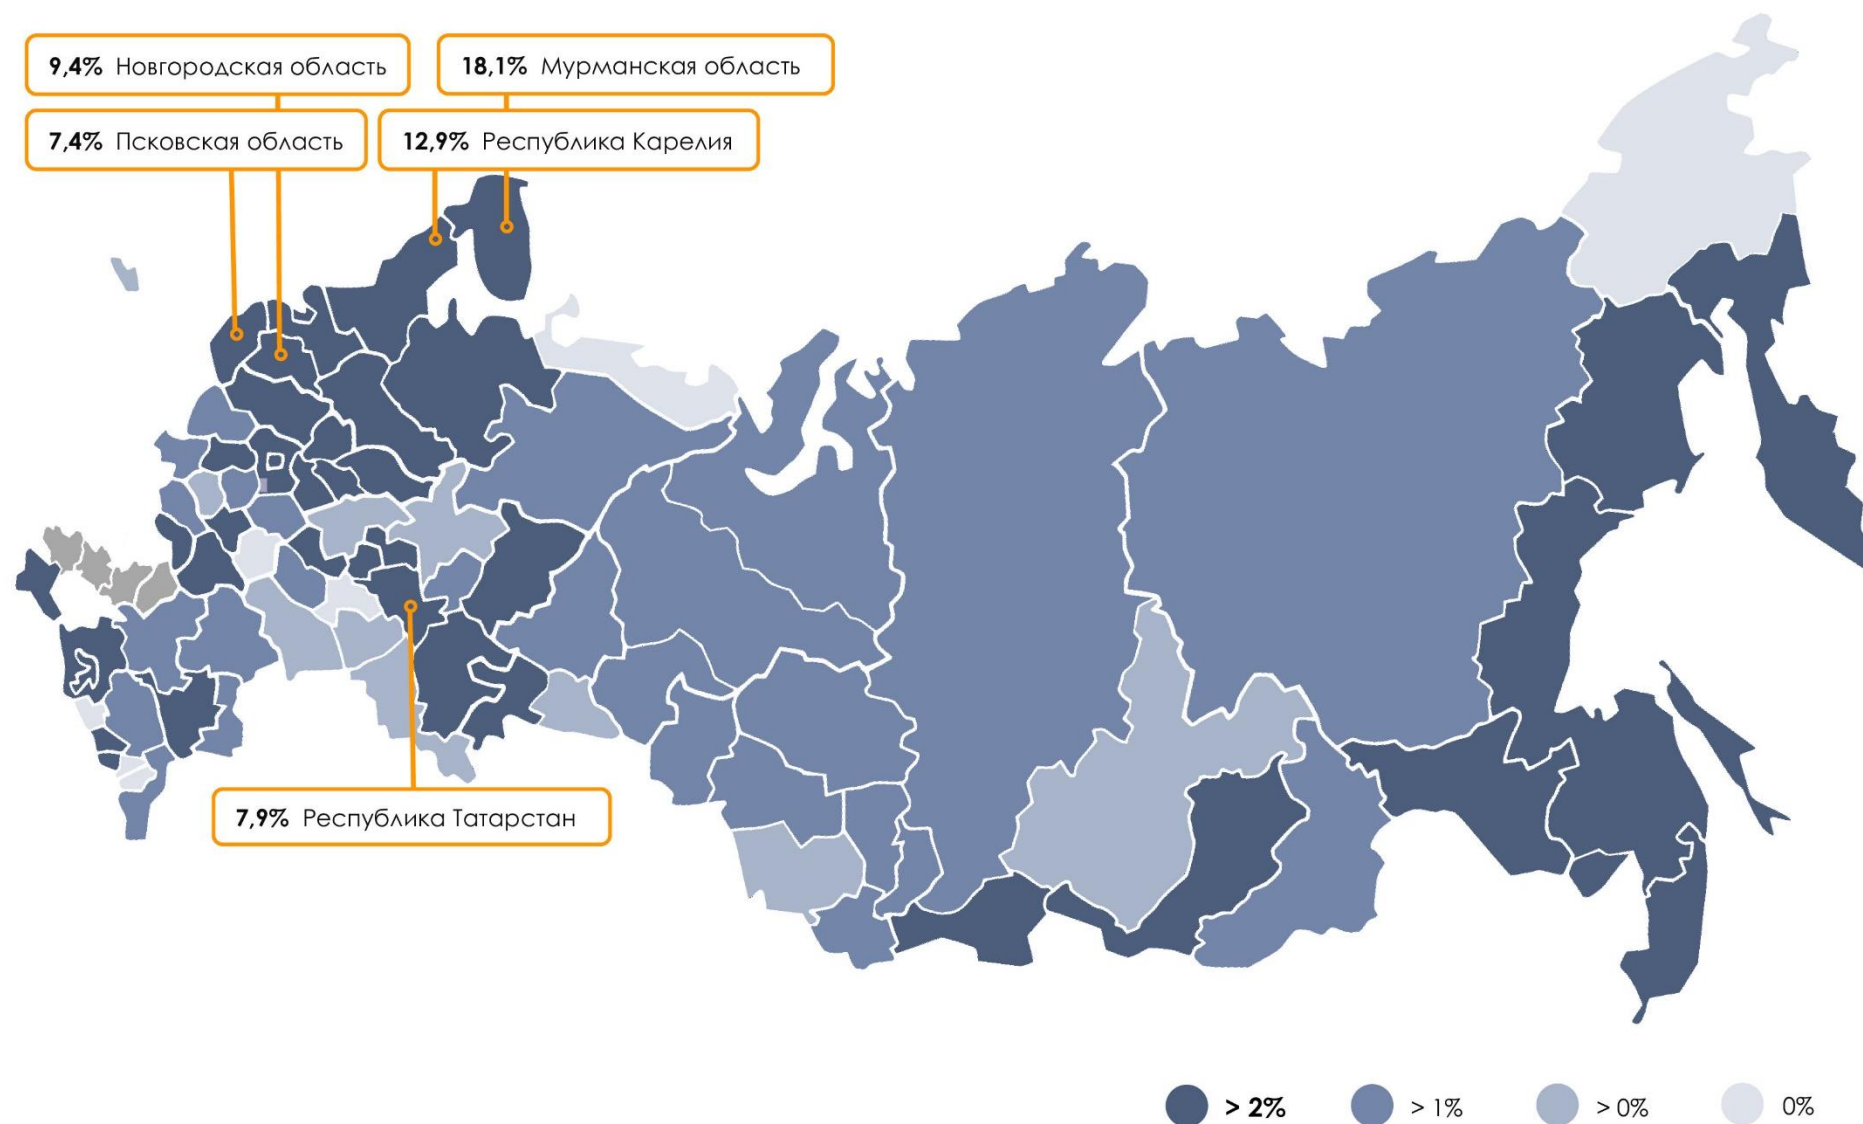 9,4% Новгородская область
18,1% Мурманская область
7,4% Псковская область
12,9% Республика Карелия
7,9% Республика Татарстан
> 2%
> 1%
> 0%
0%